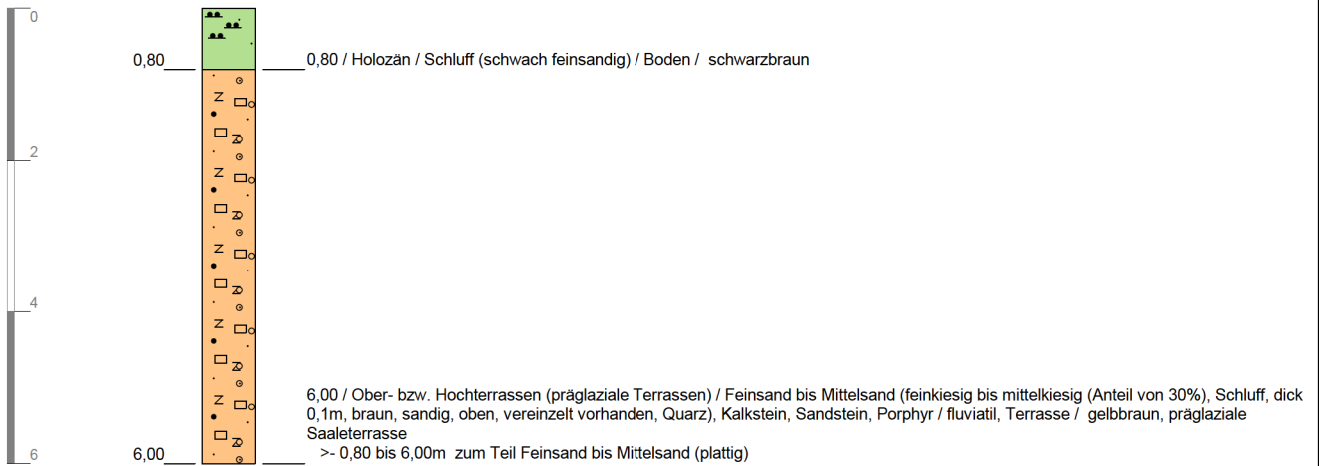 0
0,80
0,80 / Holozän / Schluff (schwach feinsandig) / Boden / schwarzbraun
2
4
6,00 / Ober- bzw. Hochterrassen (präglaziale Terrassen) / Feinsand bis Mittelsand (feinkiesig bis mittelkiesig (Anteil von 30%), Schluff, dick
0,1m, braun, sandig, oben, vereinzelt vorhanden, Quarz), Kalkstein, Sandstein, Porphyr / fluviatil, Terrasse / gelbbraun, präglaziale
Saaleterrasse
>- 0,80 bis 6,00m zum Teil Feinsand bis Mittelsand (plattig)
6
6,00